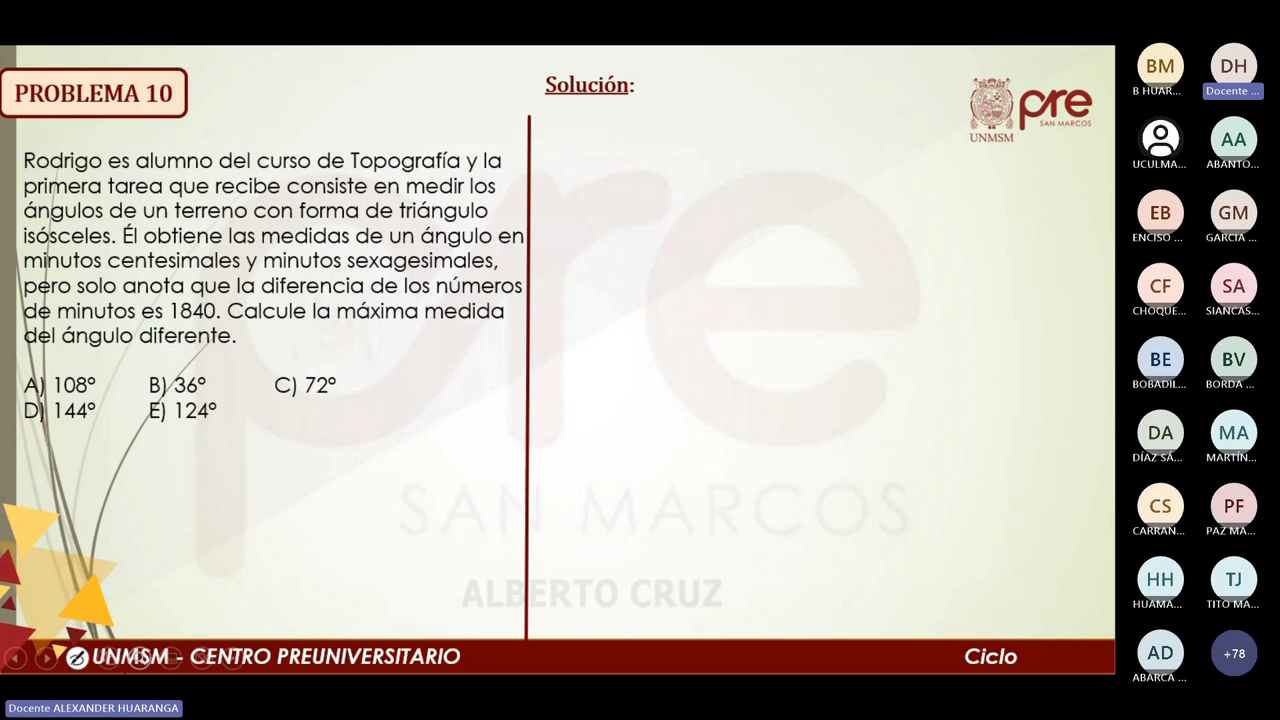 PROBLEMA 10
Solución:
pre
SAN MARCOS
UNMSM
Rodrigo es alumno del curso de Topografía y la
primera tarea que recibe consiste en medir los
ángulos de un terreno con forma de triángulo
isósceles. Él obtiene las medidas de un ángulo en
minutos centesimales y minutos sexagesimales,
pero solo anota que la diferencia de los números
de minutos es 1840. Calcule la máxima medida
del ángulo diferente.
A) 108° B) 36° C) 72°
D) 144° E) 124°
pre
SAN MARCOS
ALBERTO CRUZ
UNMSM - CENTRO PREUNIVERSITARIO
Ciclo
Docente ALEXANDER HUARANGA
BM DH
B HUAR... Docente ...
AA
UCULMA... ABANTO...
EB GM
ENCISO ... GARCIA ...
CF SA
CHOQUE... SIANCAS...
BE BV
BOBADIL... BORDA ...
DA MA
DÍAZ SÁ... MARTÍN...
CS PF
CARRAN... PAZ MA...
HH TJ
HUAMA... TITO MA...
AD +78
ABARCA ...